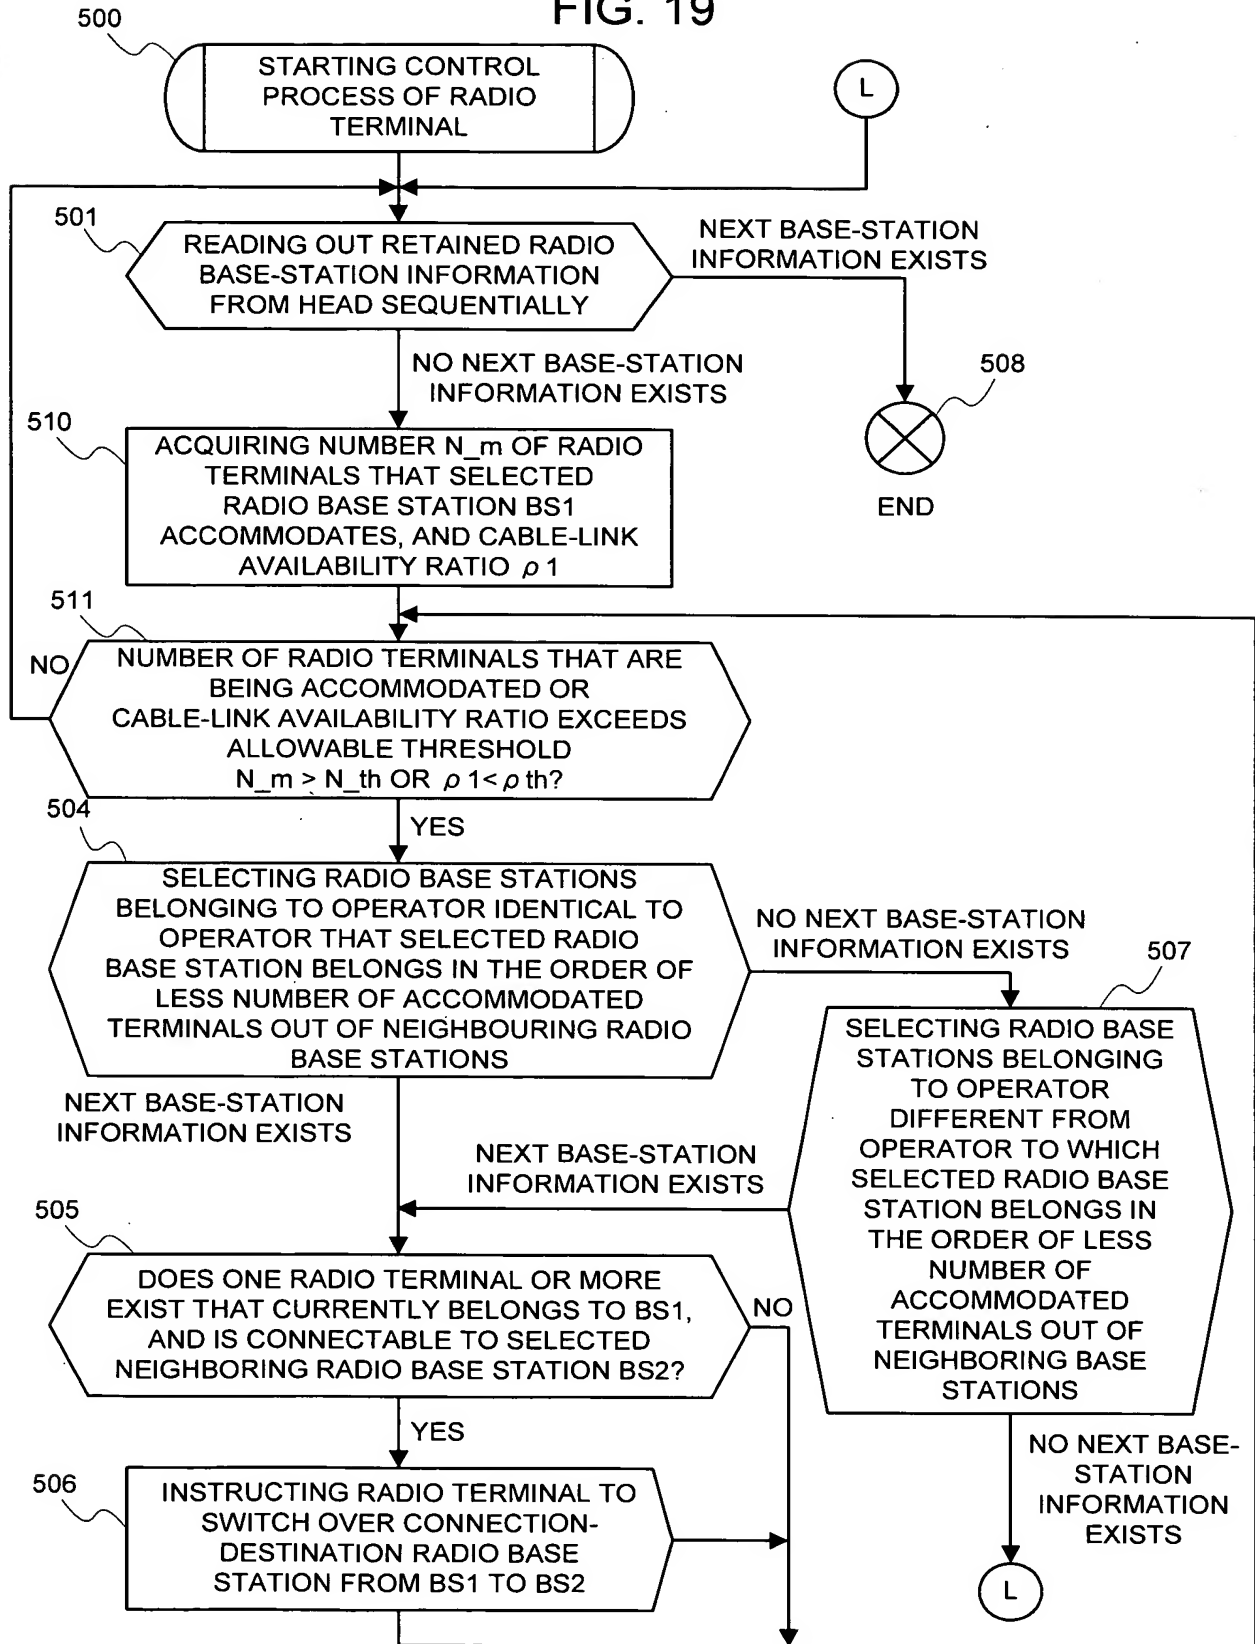 FIG. 19
500
STARTING CONTROL
PROCESS OF RADIO
TERMINAL
L
501
READING OUT RETAINED RADIO
BASE-STATION INFORMATION
FROM HEAD SEQUENTIALLY
NEXT BASE-STATION
INFORMATION EXISTS
NO NEXT BASE-STATION
INFORMATION EXISTS
508
END
510
ACQUIRING NUMBER N_m OF RADIO
TERMINALS THAT SELECTED
RADIO BASE STATION BS1
ACCOMMODATES, AND CABLE-LINK
AVAILABILITY RATIO ρ 1
511
NO
NUMBER OF RADIO TERMINALS THAT ARE
BEING ACCOMMODATED OR
CABLE-LINK AVAILABILITY RATIO EXCEEDS
ALLOWABLE THRESHOLD
N_m > N_th OR ρ 1< ρ th?
YES
504
SELECTING RADIO BASE STATIONS
BELONGING TO OPERATOR IDENTICAL TO
OPERATOR THAT SELECTED RADIO
BASE STATION BELONGS IN THE ORDER OF
LESS NUMBER OF ACCOMMODATED
TERMINALS OUT OF NEIGHBOURING RADIO
BASE STATIONS
NO NEXT BASE-STATION
INFORMATION EXISTS
507
SELECTING RADIO BASE
STATIONS BELONGING
TO OPERATOR
DIFFERENT FROM
OPERATOR TO WHICH
SELECTED RADIO BASE
STATION BELONGS IN
THE ORDER OF LESS
NUMBER OF
ACCOMMODATED
TERMINALS OUT OF
NEIGHBORING BASE
STATIONS
NEXT BASE-STATION
INFORMATION EXISTS
NEXT BASE-STATION
INFORMATION EXISTS
505
DOES ONE RADIO TERMINAL OR MORE
EXIST THAT CURRENTLY BELONGS TO BS1,
AND IS CONNECTABLE TO SELECTED
NEIGHBORING RADIO BASE STATION BS2?
NO
YES
NO NEXT BASE-
STATION
INFORMATION
EXISTS
506
INSTRUCTING RADIO TERMINAL TO
SWITCH OVER CONNECTION-
DESTINATION RADIO BASE
STATION FROM BS1 TO BS2
L